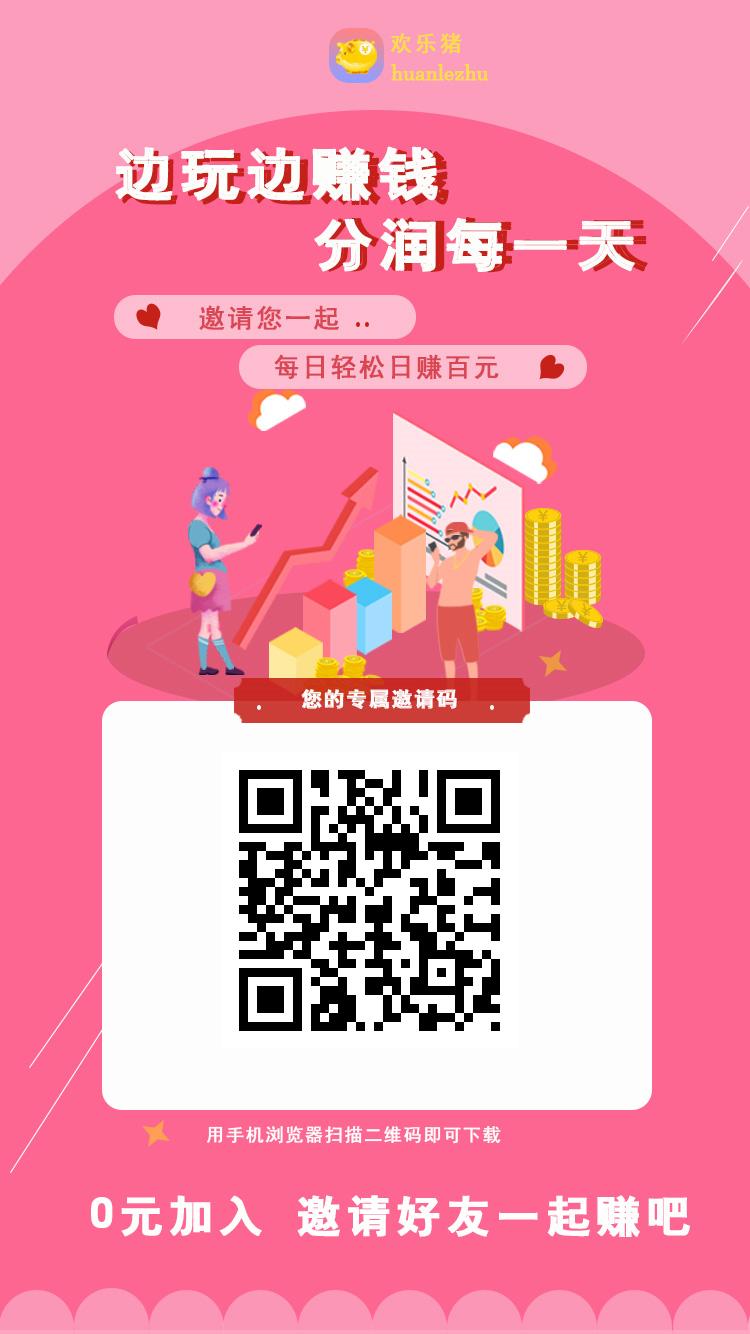 欢乐猪
huanlezhu
边玩边赚钱
分润每一天
邀请您一起 ..
每日轻松日赚百元
您的专属邀请码
用手机浏览器扫描二维码即可下载
0元加入 邀请好友一起赚吧